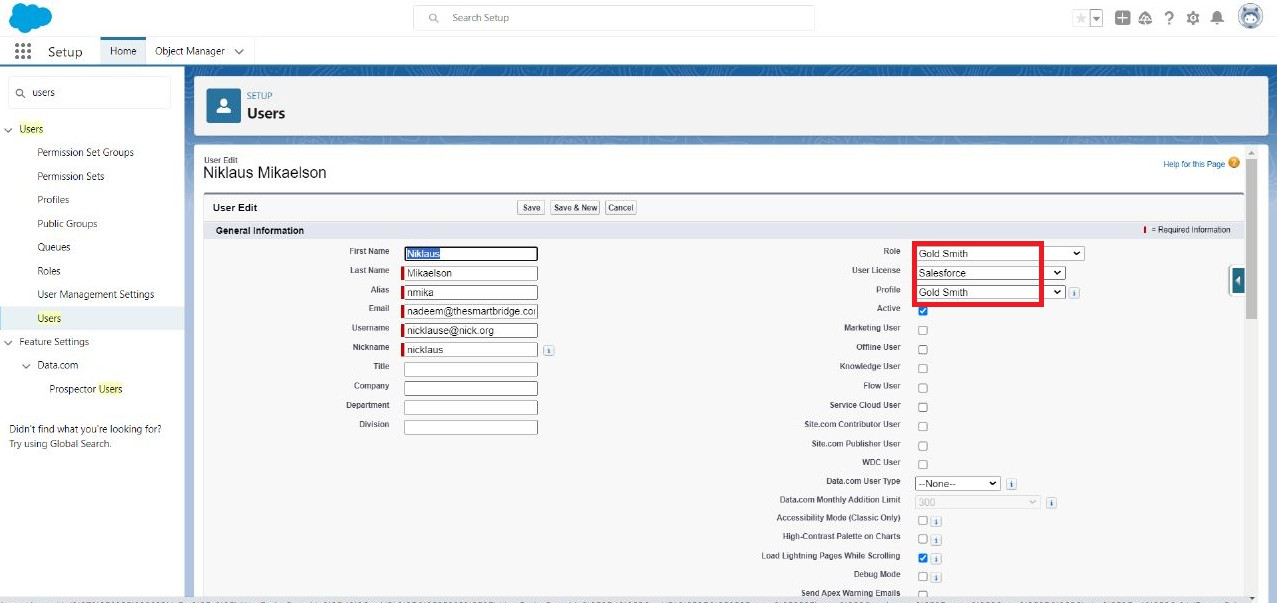 Search Setup
Setup
Home
Object Manager
users
Users
Permission Set Groups
Permission Sets
Profiles
Public Groups
Queues
Roles
User Management Settings
Users
Feature Settings
Data.com
Prospector Users
Didn't find what you're looking for?
Try using Global Search.
SETUP
Users
User Edit
Niklaus Mikaelson
Help for this Page
User Edit
Save
Save & New
Cancel
General Information
= Required Information
First Name Niklaus
Last Name Mikaelson
Alias nmika
Email nadeem@thesmartbridge.coi
Username nicklause@nick.org
Nickname nicklaus
Title
Company
Department
Division
Role Gold Smith
User License Salesforce
Profile Gold Smith
Active
Marketing User
Offline User
Knowledge User
Flow User
Service Cloud User
Site.com Contributor User
Site.com Publisher User
WDC User
Data.com User Type --None--
Data.com Monthly Addition Limit 300
Accessibility Mode (Classic Only)
High-Contrast Palette on Charts
Load Lightning Pages While Scrolling
Debug Mode
Send Apex Warning Emails